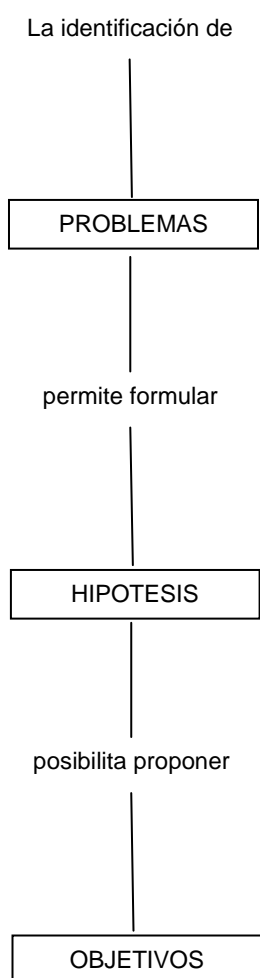 La identificación de
PROBLEMAS
permite formular
HIPOTESIS
posibilita proponer
OBJETIVOS